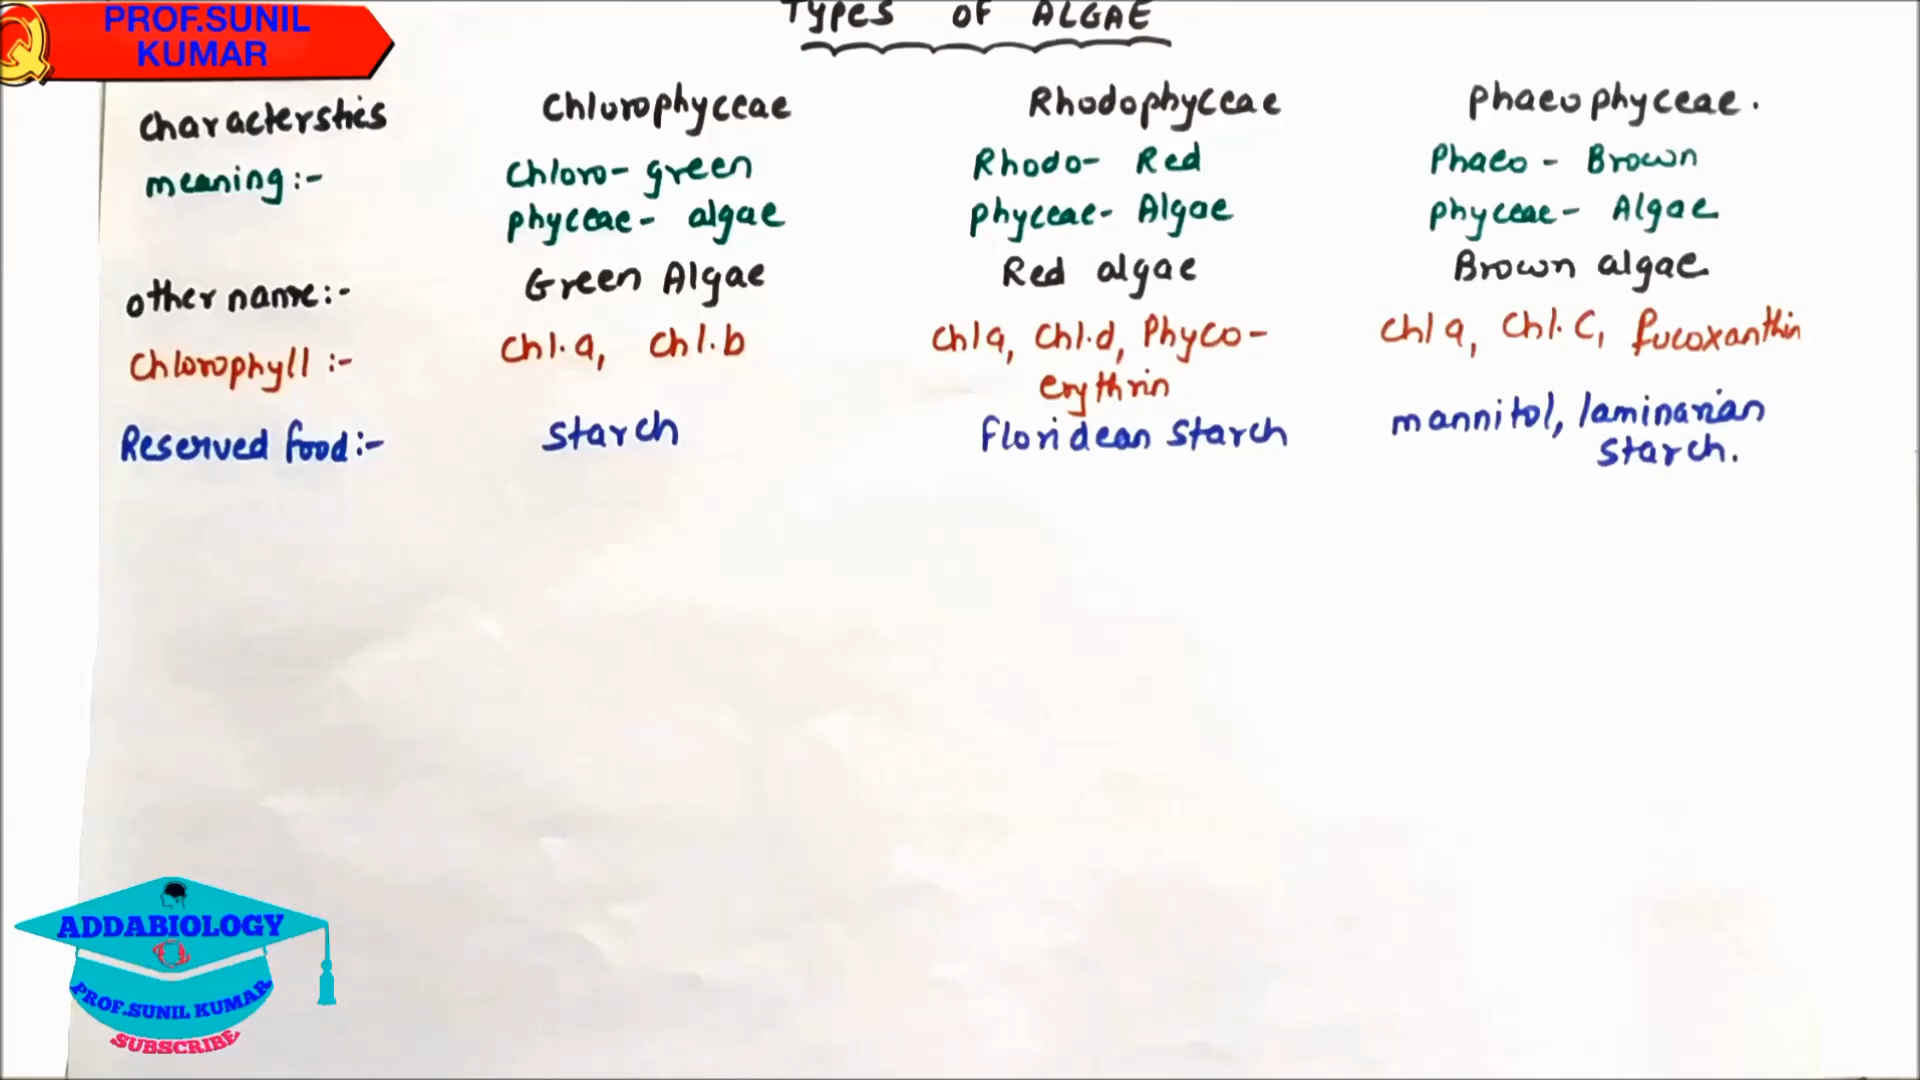 PROF.SUNIL
KUMAR
TYPES OF ALGAE
Characterstics Chlorophyceae Rhodophyceae Phaeophyceae.
meaning:- Chloro- green Rhodo- Red Phaeo - Brown
phyceae- algae phyceae- Algae phyceae- Algae
other name:- Green Algae Red algae Brown algae
Chlorophyll :- Chl.a, Chl.b Chla, Chl.d, Phyco- Chla, Chl.C, fucoxanthin
erythrin
Reserved food:- Starch Floridean Starch mannitol, laminarian
Starch.
ADDABIOLOGY
PROF.SUNIL KUMAR
SUBSCRIBE